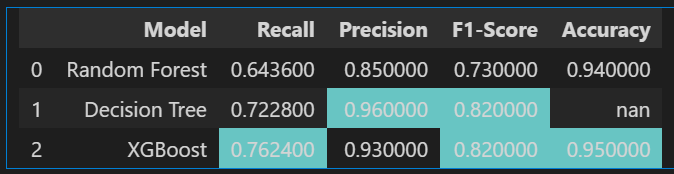 Model Recall Precision F1-Score Accuracy
0 Random Forest 0.643600 0.850000 0.730000 0.940000
1 Decision Tree 0.722800 0.960000 0.820000 nan
2 XGBoost 0.762400 0.930000 0.820000 0.950000